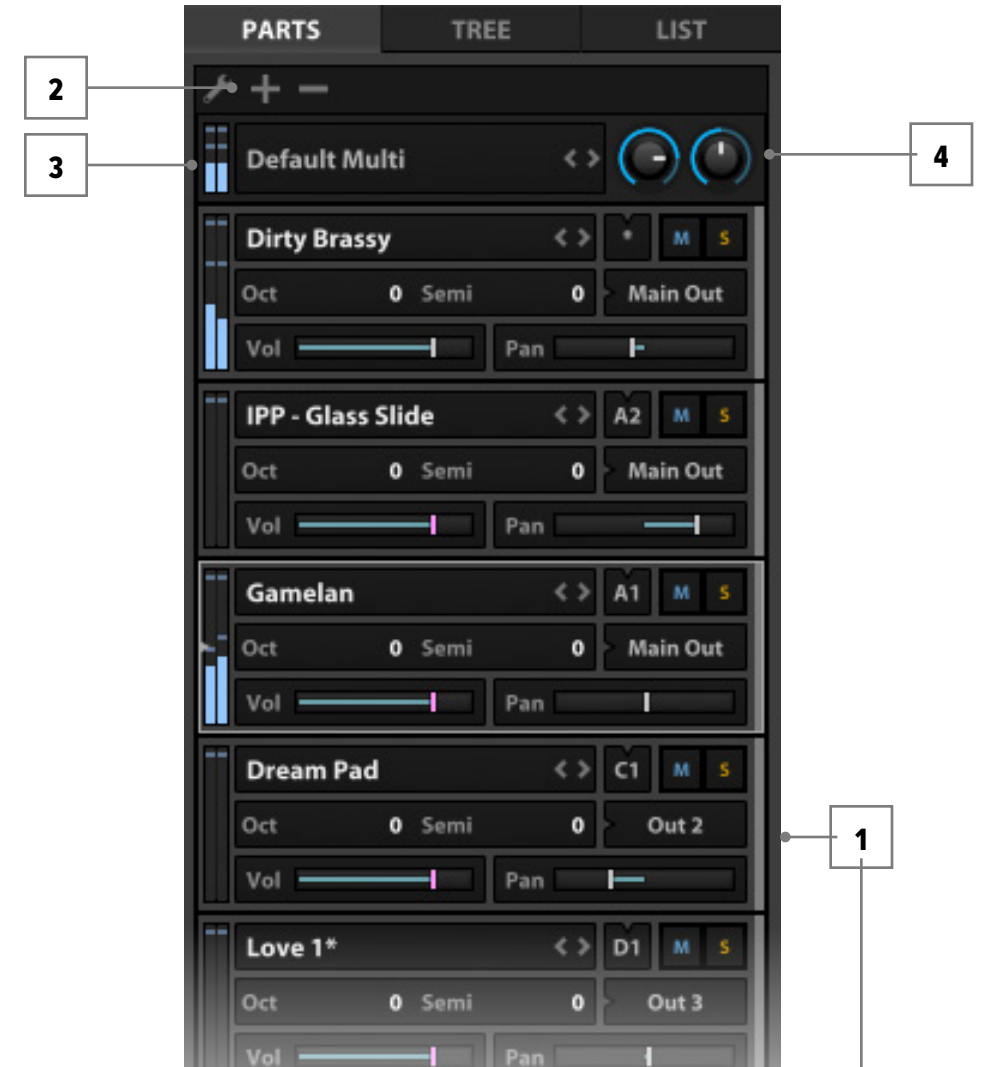 PARTS TREE LIST
2
3
Default Multi
4
Dirty Brassy * M S
Oct 0 Semi 0 Main Out
Vol Pan
IPP - Glass Slide A2 M S
Oct 0 Semi 0 Main Out
Vol Pan
Gamelan A1 M S
Oct 0 Semi 0 Main Out
Vol Pan
Dream Pad C1 M S
Oct 0 Semi 0 Out 2
1
Vol Pan
Love 1* D1 M S
Oct 0 Semi 0 Out 3
Vol Pan